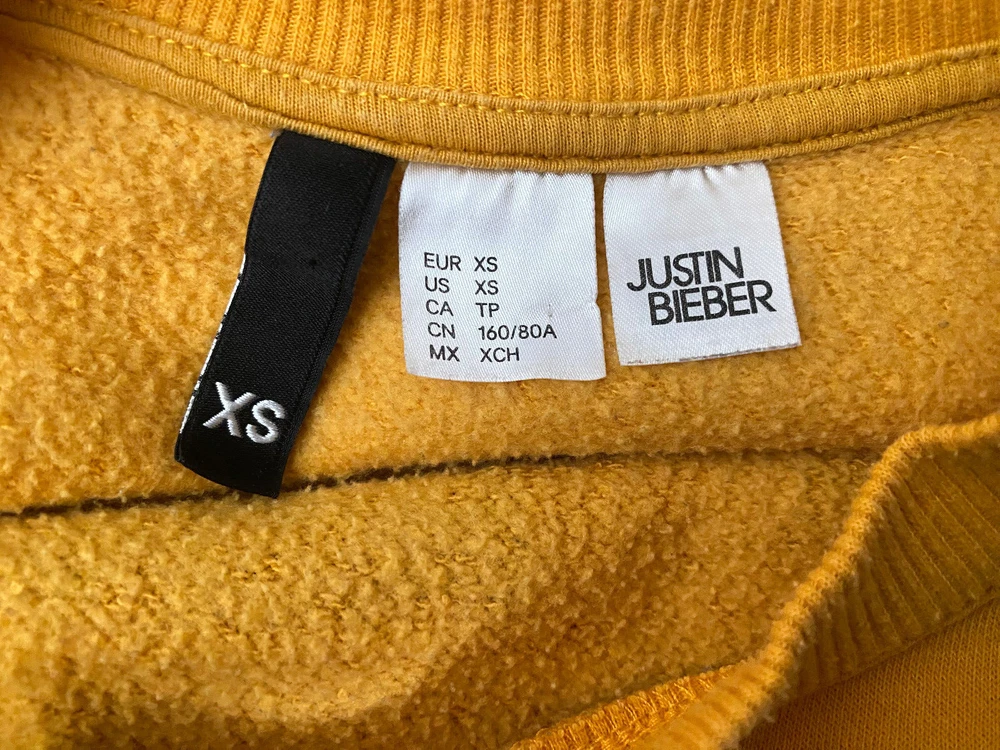 XS
EUR XS
US XS
CA TP
CN 160/80A
MX XCH
JUSTIN
BIEBER